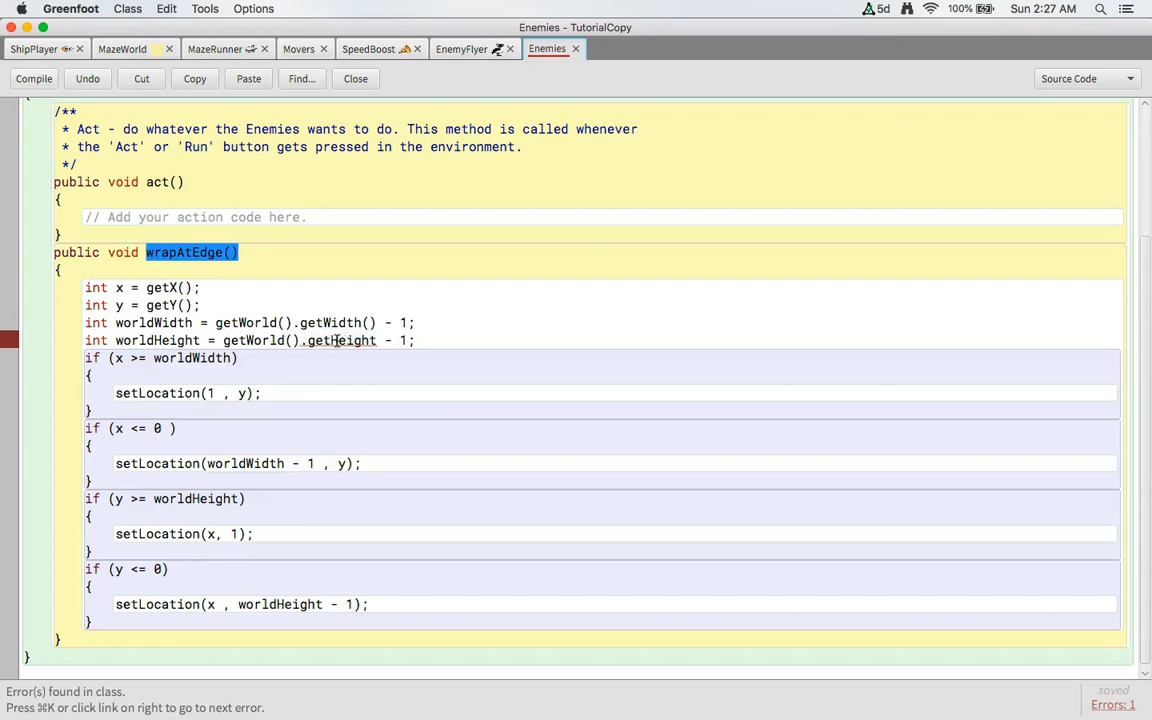 Greenfoot Class Edit Tools Options 5d 100% Sun 2:27 AM
Enemies - TutorialCopy
ShipPlayer MazeWorld MazeRunner Movers SpeedBoost EnemyFlyer Enemies
Compile Undo Cut Copy Paste Find... Close Source Code
{
/**
* Act - do whatever the Enemies wants to do. This method is called whenever
* the 'Act' or 'Run' button gets pressed in the environment.
*/
public void act()
{
// Add your action code here.
}
public void wrapAtEdge()
{
int x = getX();
int y = getY();
int worldWidth = getWorld().getWidth() - 1;
int worldHeight = getWorld().getHeight - 1;
if (x >= worldWidth)
{
setLocation(1 , y);
}
if (x <= 0 )
{
setLocation(worldWidth - 1 , y);
}
if (y >= worldHeight)
{
setLocation(x, 1);
}
if (y <= 0)
{
setLocation(x , worldHeight - 1);
}
}
}
Error(s) found in class.
Press ⌘K or click link on right to go to next error.
saved
Errors: 1